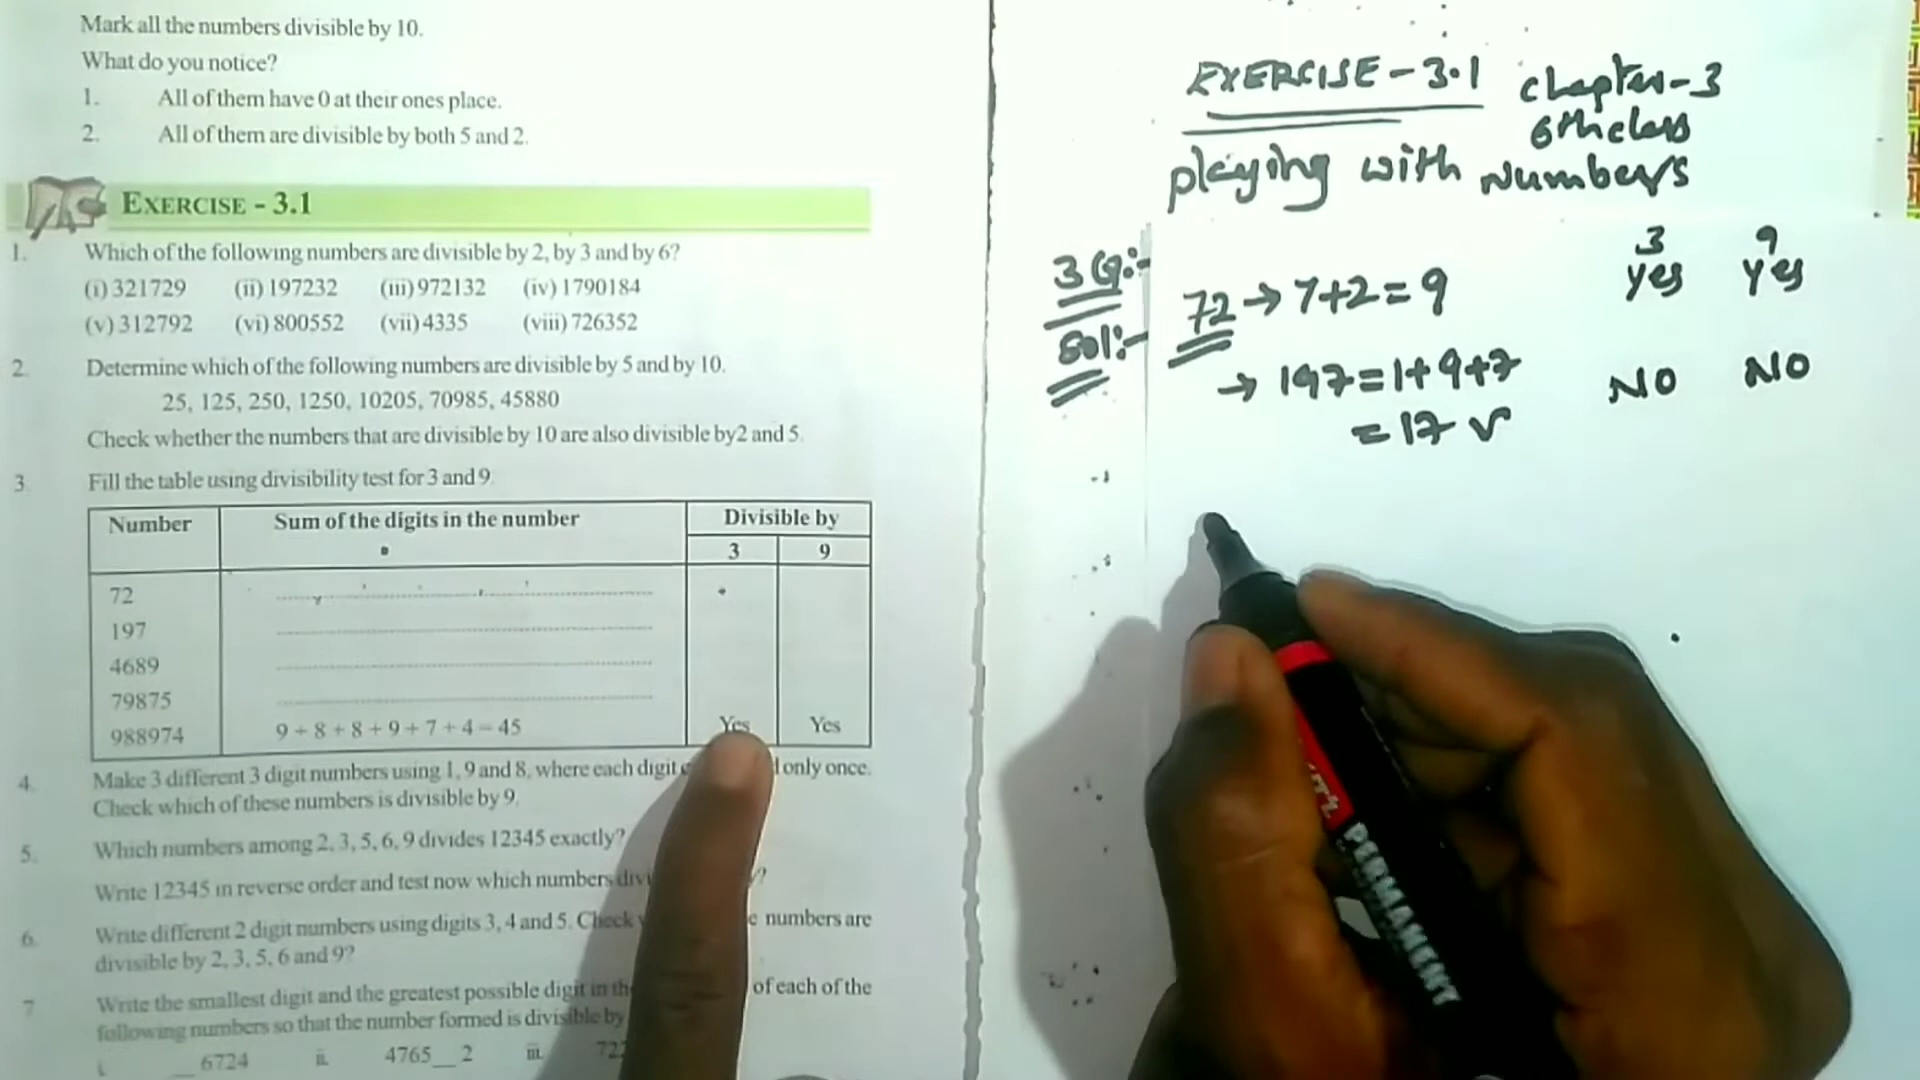 Mark all the numbers divisible by 10.
What do you notice?
1. All of them have 0 at their ones place.
2. All of them are divisible by both 5 and 2.
EXERCISE - 3.1
1. Which of the following numbers are divisible by 2, by 3 and by 6?
(i) 321729 (ii) 197232 (iii) 972132 (iv) 1790184
(v) 312792 (vi) 800552 (vii) 4335 (viii) 726352
2. Determine which of the following numbers are divisible by 5 and by 10.
25, 125, 250, 1250, 10205, 70985, 45880
Check whether the numbers that are divisible by 10 are also divisible by2 and 5.
3. Fill the table using divisibility test for 3 and 9.
Number Sum of the digits in the number Divisible by
3 9
72
197
4689
79875
988974 9 + 8 + 8 + 9 + 7 + 4 = 45 Yes Yes
4. Make 3 different 3 digit numbers using 1, 9 and 8, where each digit only once.
Check which of these numbers is divisible by 9.
5. Which numbers among 2, 3, 5, 6, 9 divides 12345 exactly?
Write 12345 in reverse order and test now which numbers
6. Write different 2 digit numbers using digits 3, 4 and 5. Check numbers are
divisible by 2, 3, 5, 6 and 9?
7 Write the smallest digit and the greatest possible digit in of each of the
following numbers so that the number formed is divisible by
i. __ 6724 ii. 4765 __ 2 iii.
EXERCISE - 3.1 chapter - 3
6th class
playing with Numbers
3 9
3Q:- 72 → 7+2=9 Yes Yes
Sol:-
→ 197 = 1+9+7 NO NO
= 17 ✓
PERMANENT